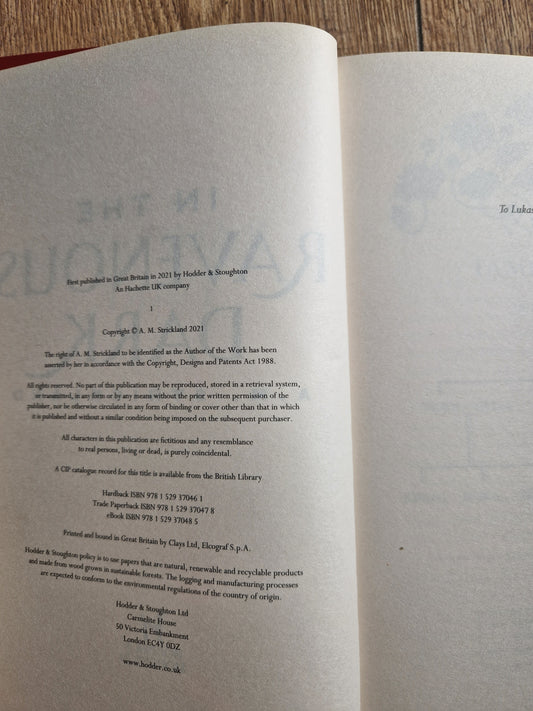 IN THE
RAVENOUS
DARK
First published in Great Britain in 2021 by Hodder & Stoughton
An Hachette UK company
1
Copyright © A. M. Strickland 2021
The right of A. M. Strickland to be identified as the Author of the Work has been
asserted by her in accordance with the Copyright, Designs and Patents Act 1988.
All rights reserved. No part of this publication may be reproduced, stored in a retrieval system,
or transmitted, in any form or by any means without the prior written permission of the
publisher, nor be otherwise circulated in any form of binding or cover other than that in which
it is published and without a similar condition being imposed on the subsequent purchaser.
All characters in this publication are fictitious and any resemblance
to real persons, living or dead, is purely coincidental.
A CIP catalogue record for this title is available from the British Library
Hardback ISBN 978 1 529 37046 1
Trade Paperback ISBN 978 1 529 37047 8
eBook ISBN 978 1 529 37048 5
Printed and bound in Great Britain by Clays Ltd, Elcograf S.p.A.
Hodder & Stoughton policy is to use papers that are natural, renewable and recyclable products
and made from wood grown in sustainable forests. The logging and manufacturing processes
are expected to conform to the environmental regulations of the country of origin.
Hodder & Stoughton Ltd
Carmelite House
50 Victoria Embankment
London EC4Y 0DZ
www.hodder.co.uk
To Lukas